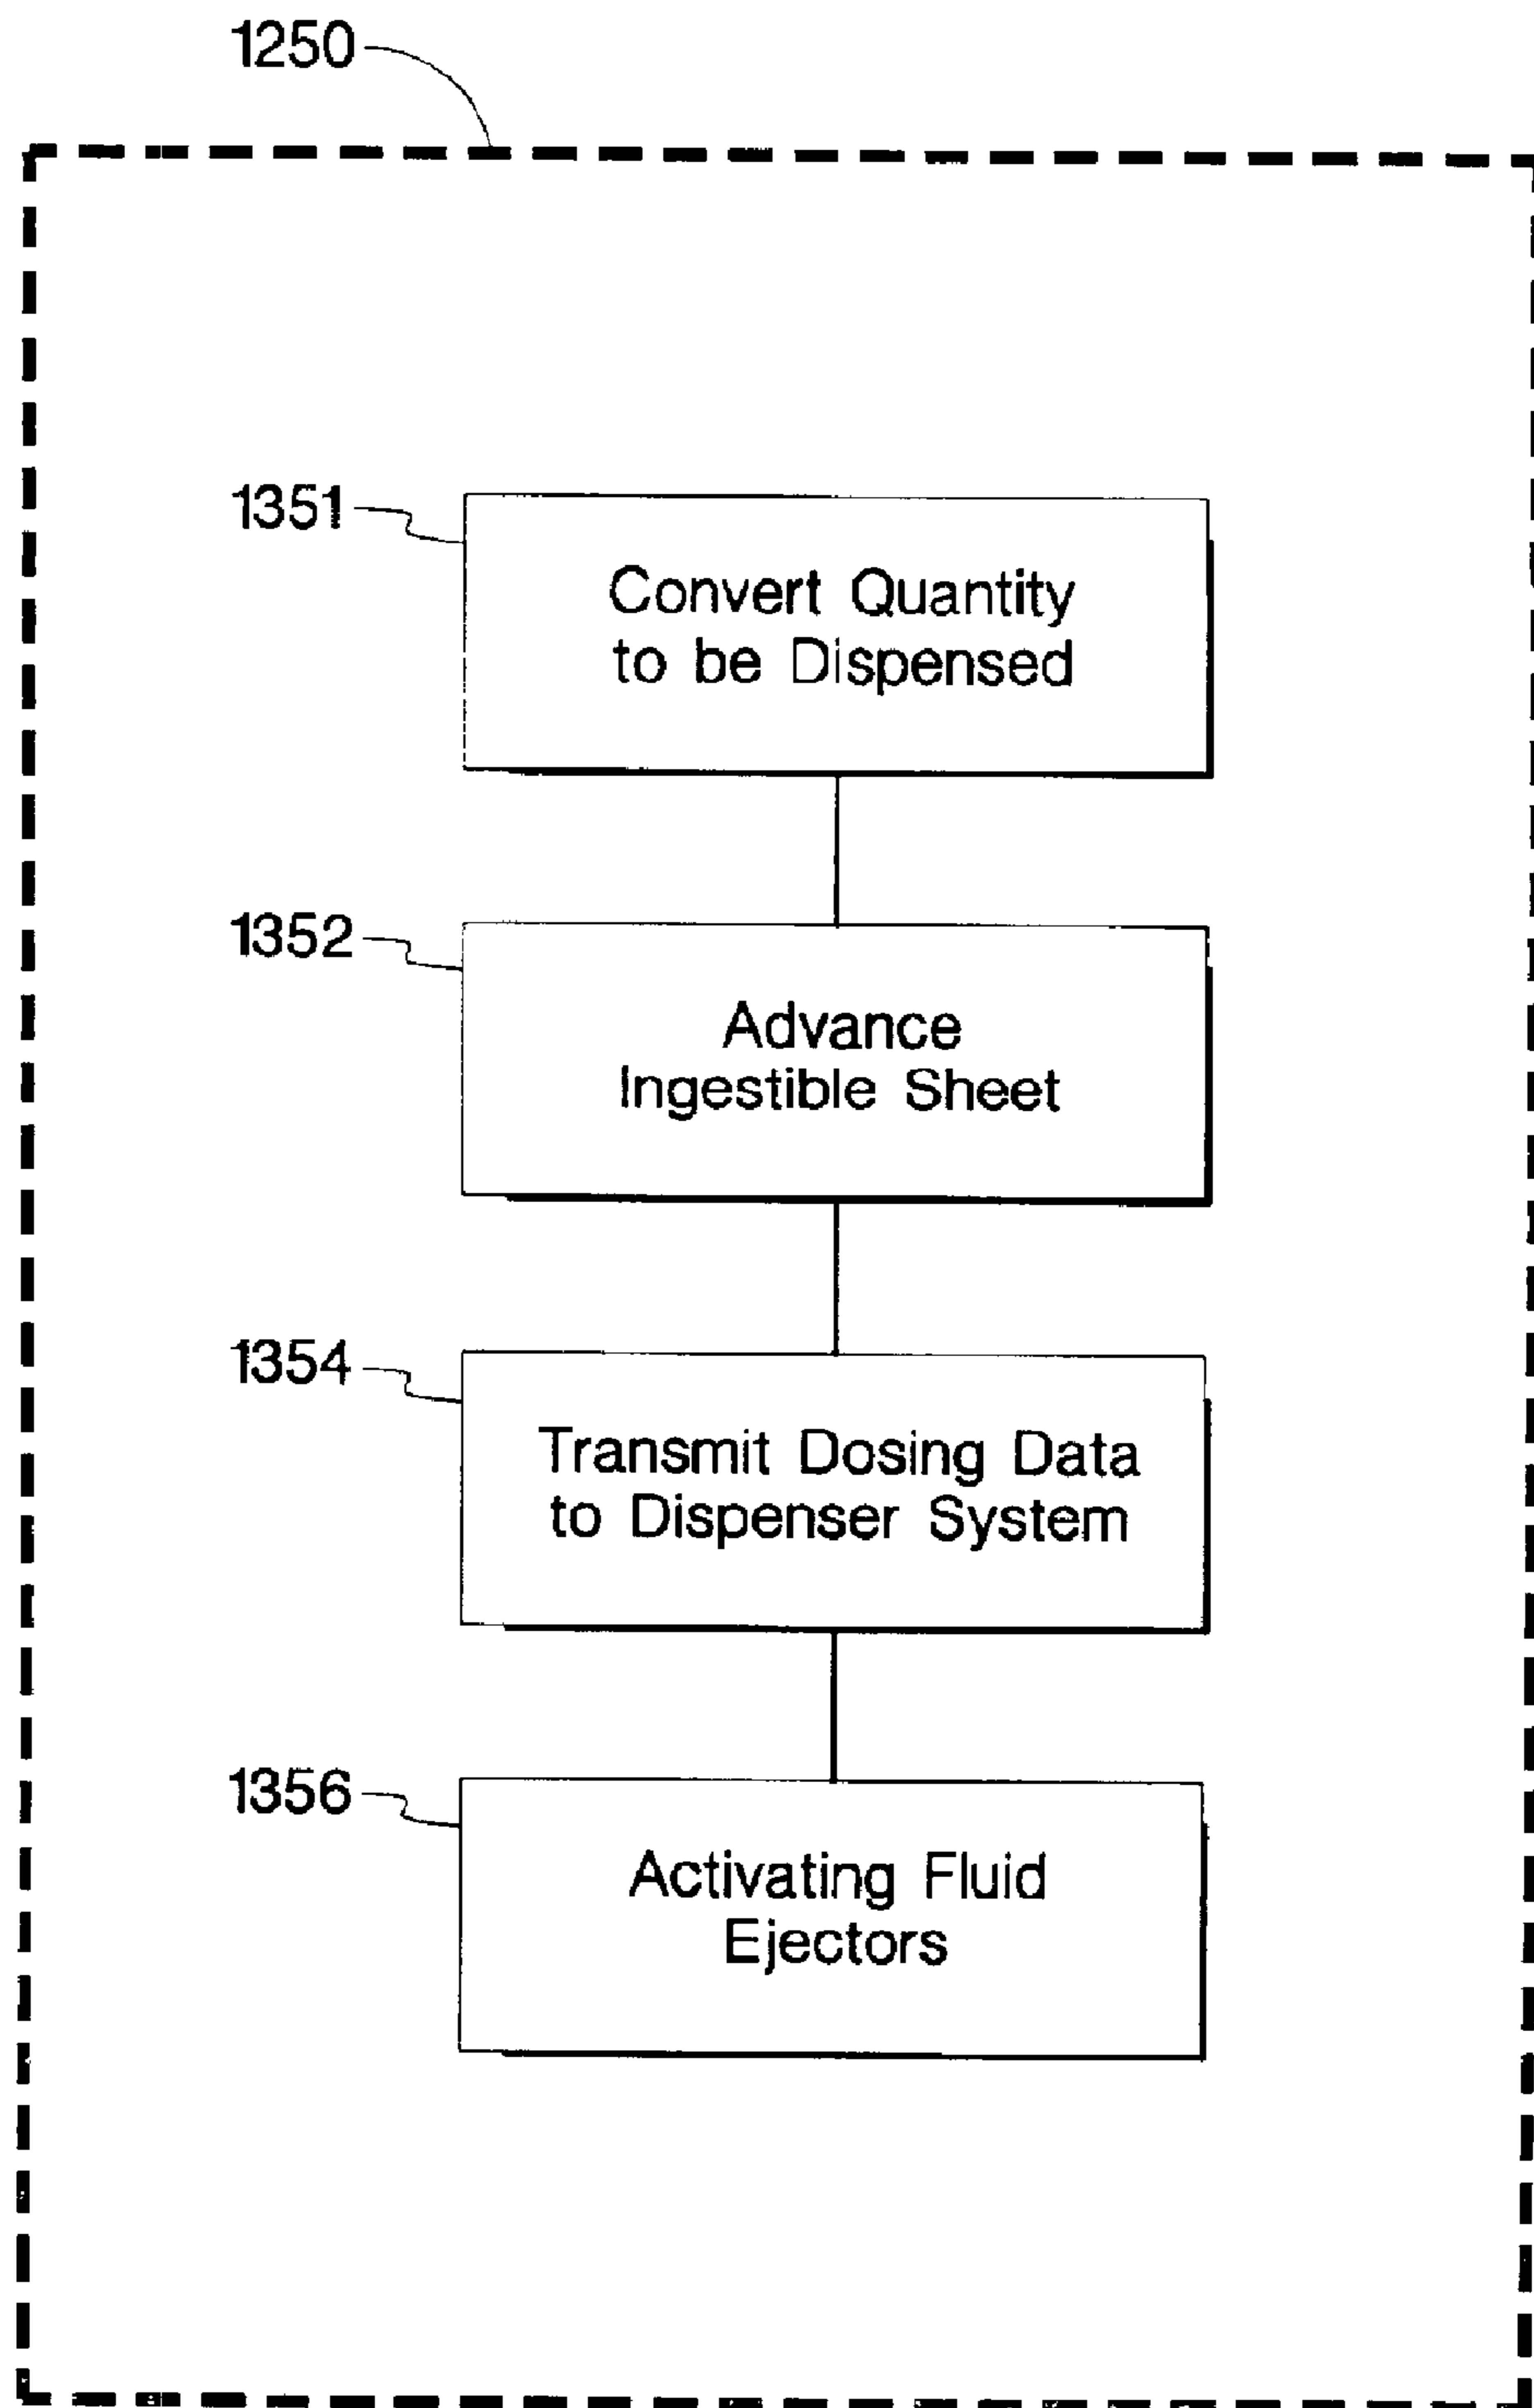 1250
1351
Convert Quantity
to be Dispensed
1352
Advance
Ingestible Sheet
1354
Transmit Dosing Data
to Dispenser System
1356
Activating Fluid
Ejectors